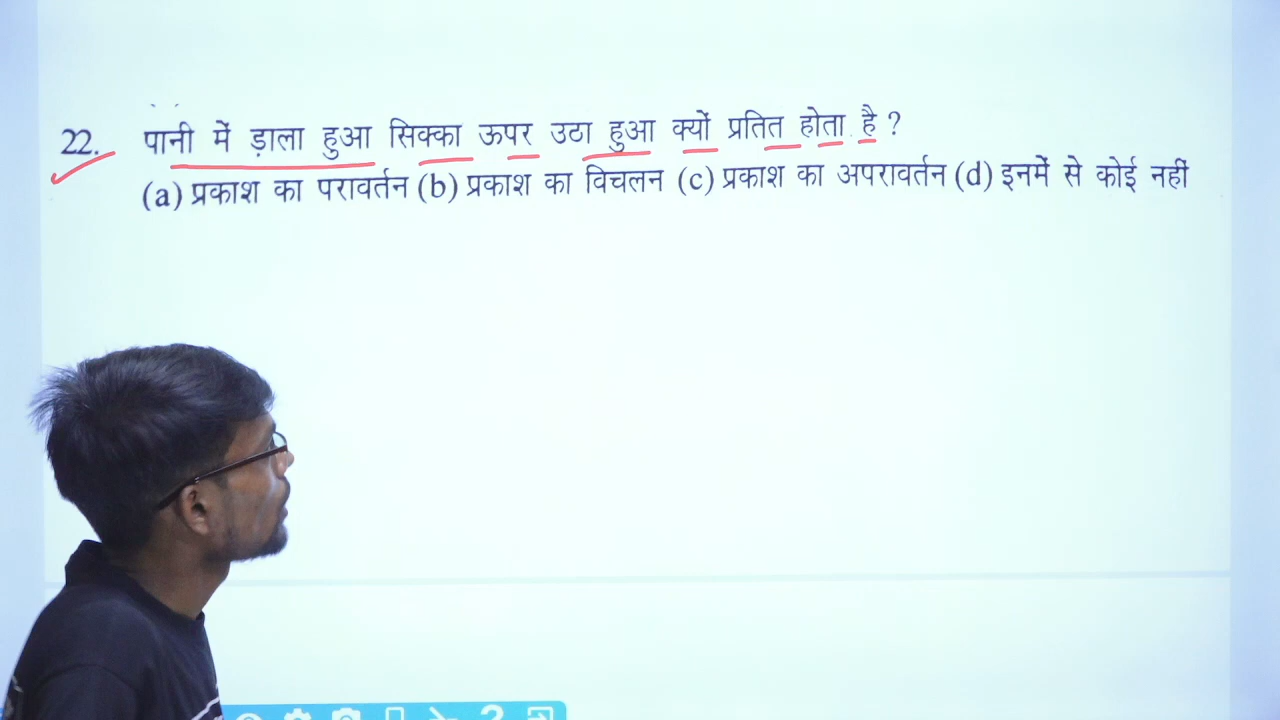 22. पानी में ड़ाला हुआ सिक्का ऊपर उठा हुआ क्यों प्रतित होता है ?
(a) प्रकाश का परावर्तन (b) प्रकाश का विचलन (c) प्रकाश का अपरावर्तन (d) इनमें से कोई नहीं